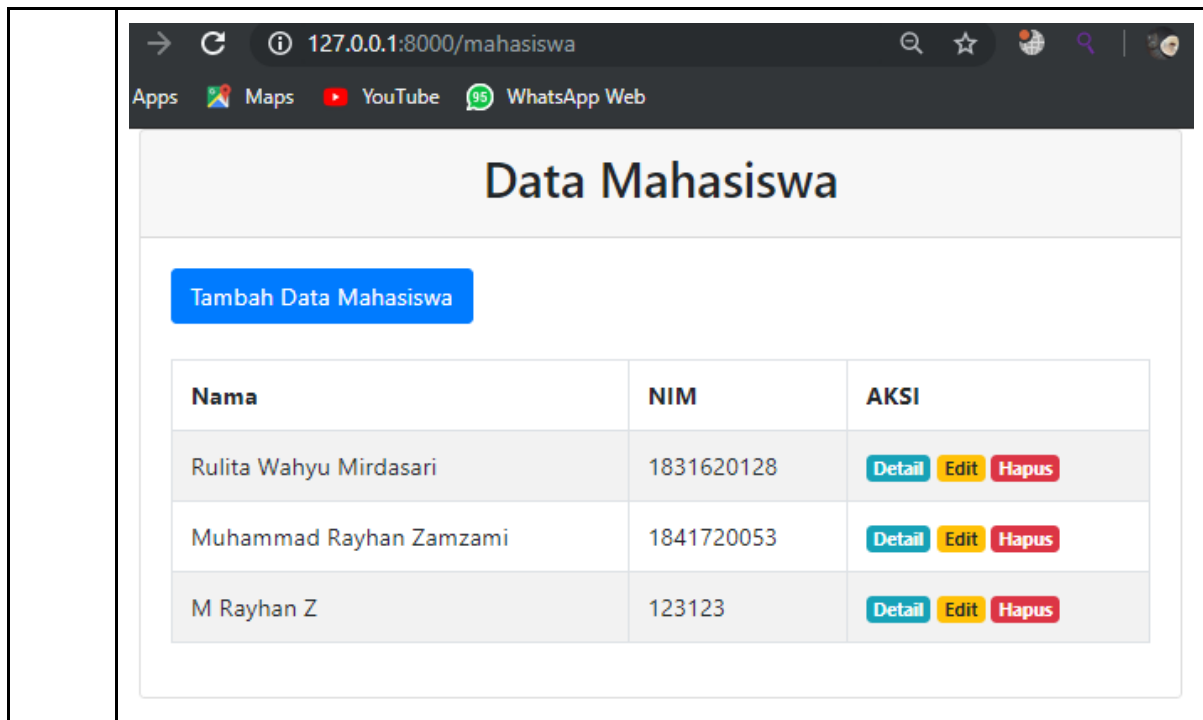 127.0.0.1:8000/mahasiswa
Apps Maps YouTube 95 WhatsApp Web
Data Mahasiswa
Tambah Data Mahasiswa
Nama NIM AKSI
Rulita Wahyu Mirdasari 1831620128 Detail Edit Hapus
Muhammad Rayhan Zamzami 1841720053 Detail Edit Hapus
M Rayhan Z 123123 Detail Edit Hapus